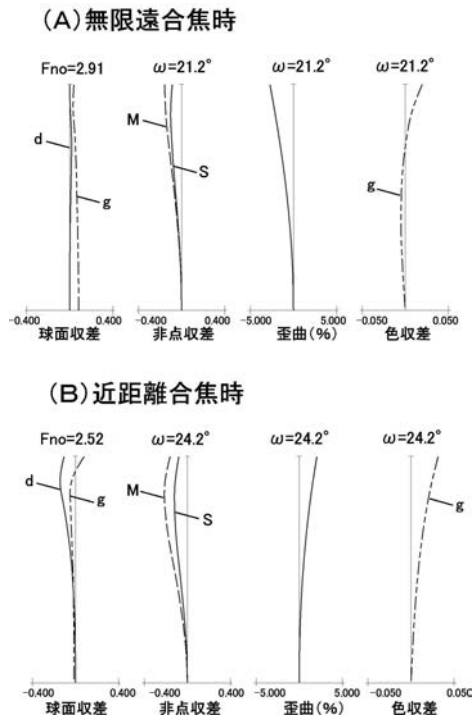 (A)無限遠合焦時
Fno=2.91 ω=21.2° ω=21.2° ω=21.2°
M
d
S
g
g
-0.400 0.400 -0.400 0.400 -5.000 5.000 -0.050 0.050
球面収差 非点収差 歪曲(%) 色収差
(B)近距離合焦時
Fno=2.52 ω=24.2° ω=24.2° ω=24.2°
d
g
M
S
g
-0.400 0.400 -0.400 0.400 -5.000 5.000 -0.050 0.050
球面収差 非点収差 歪曲(%) 色収差